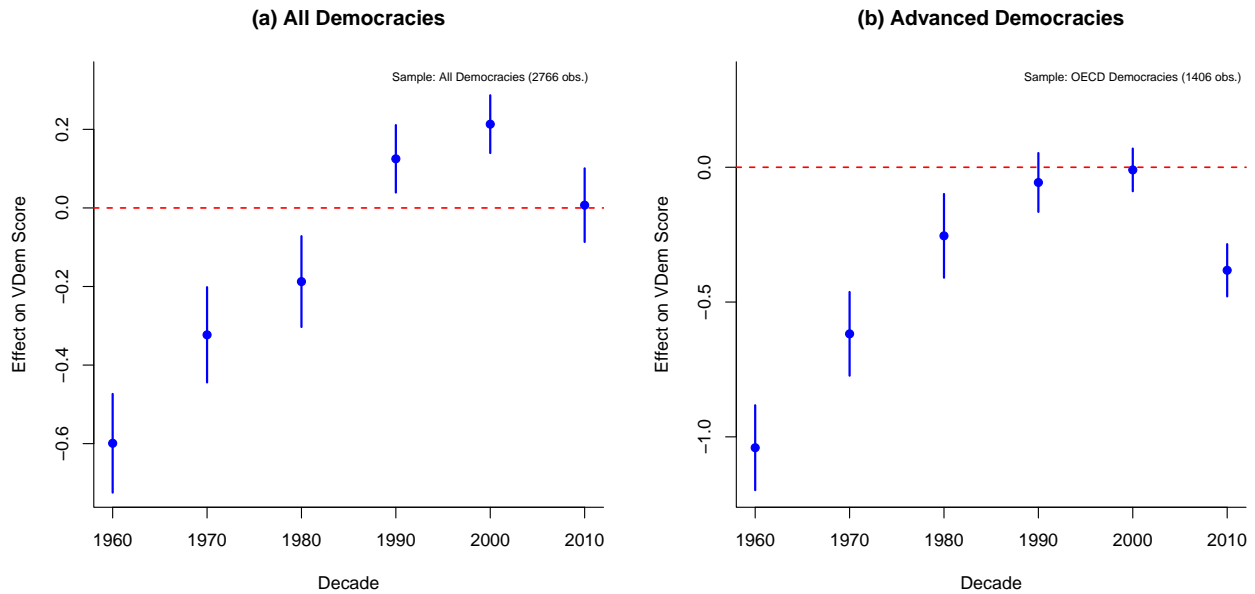 (a) All Democracies
Sample: All Democracies (2766 obs.)
Effect on VDem Score
0.2
0.0
−0.2
−0.4
−0.6
1960 1970 1980 1990 2000 2010
Decade
(b) Advanced Democracies
Sample: OECD Democracies (1406 obs.)
Effect on VDem Score
0.0
−0.5
−1.0
1960 1970 1980 1990 2000 2010
Decade